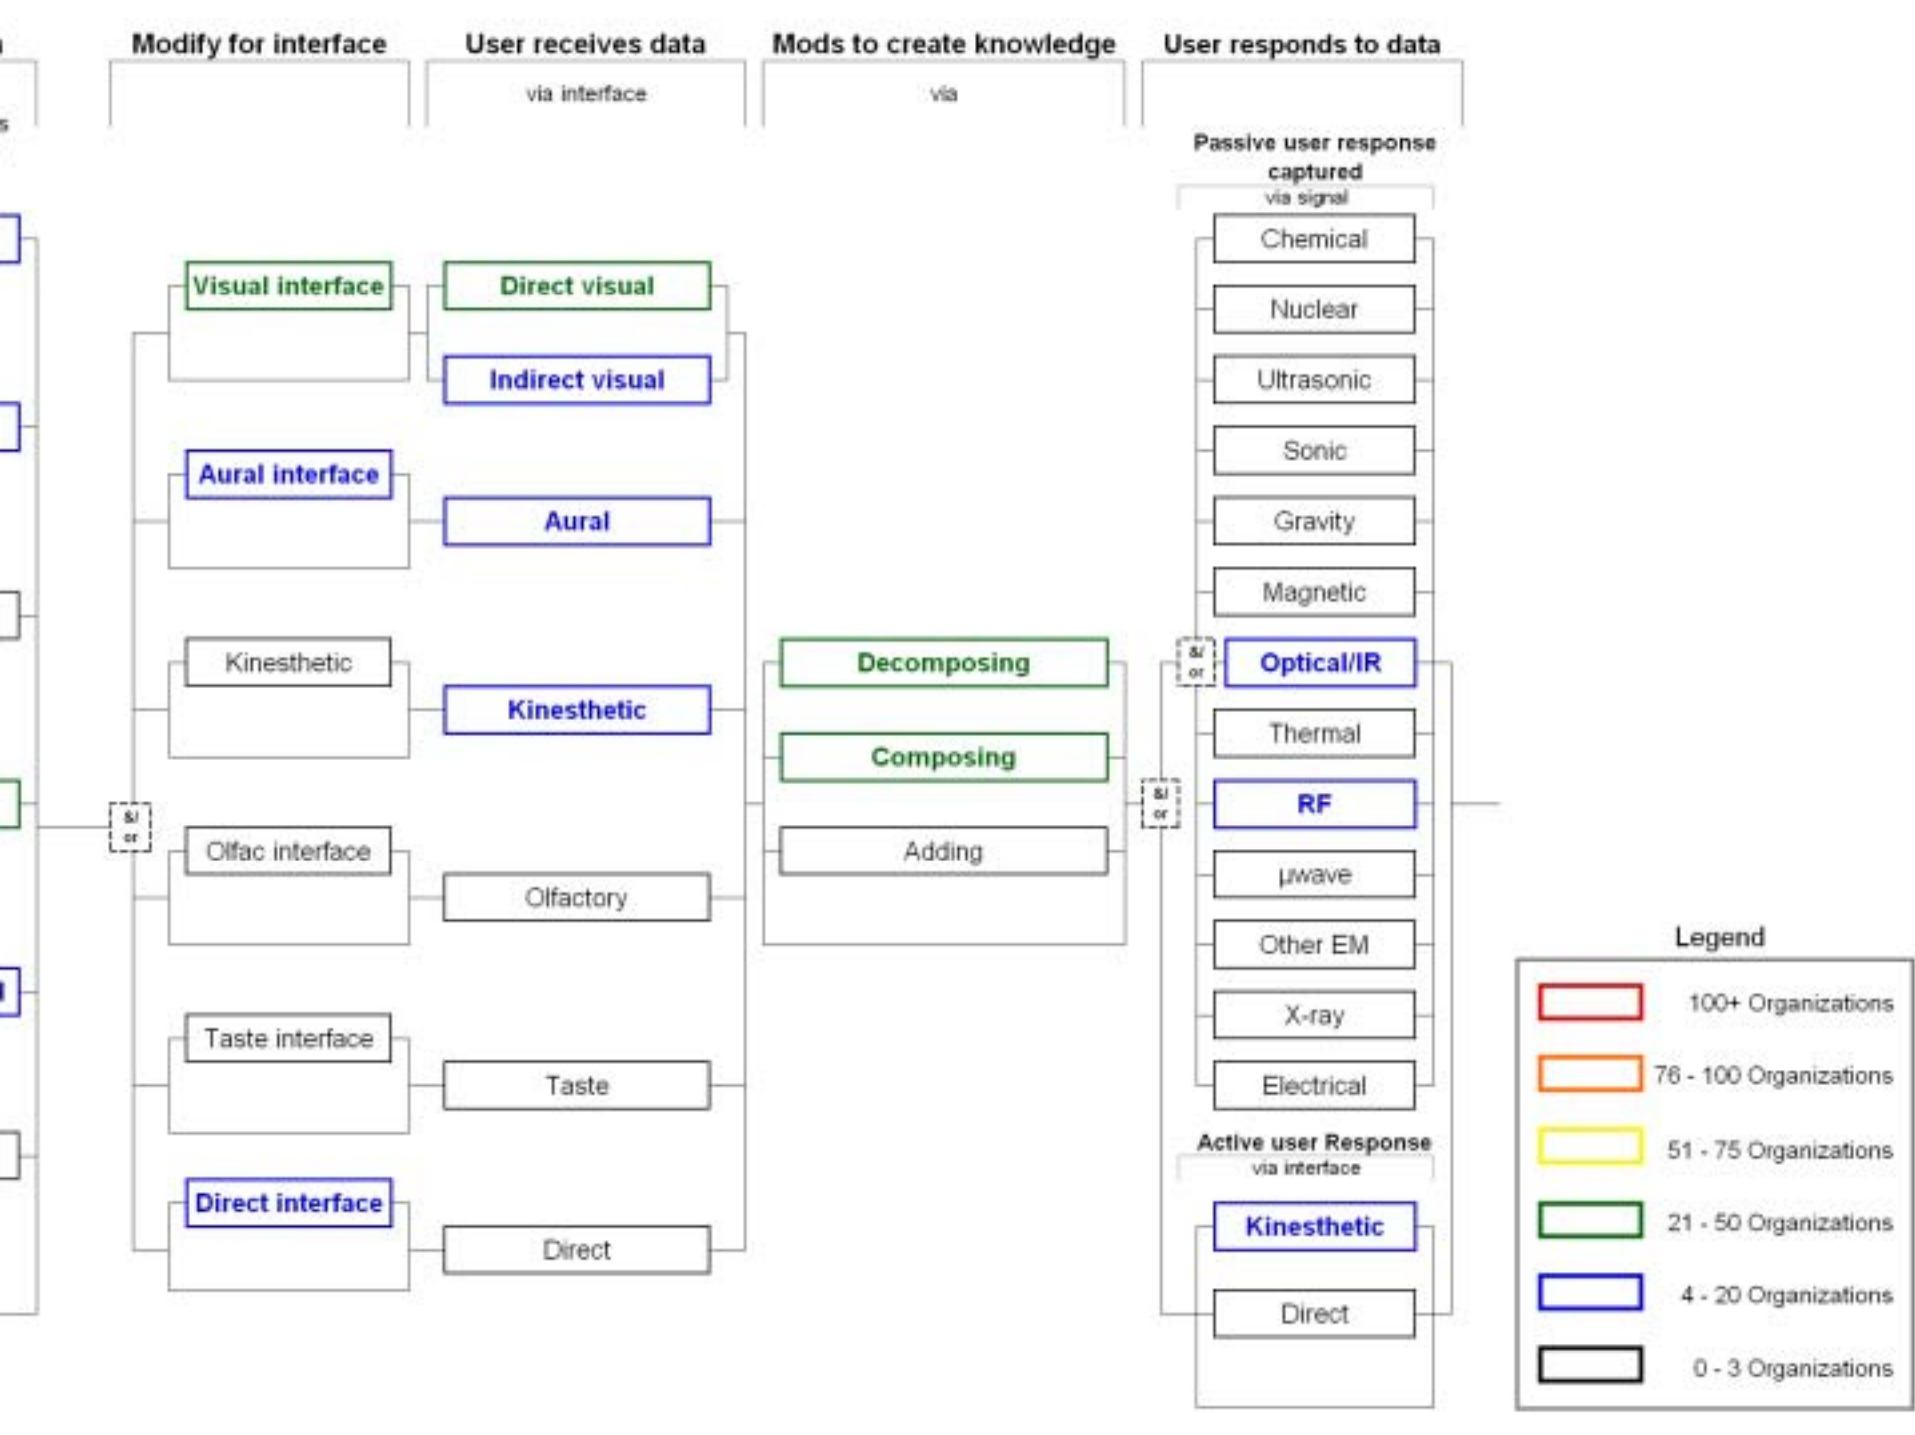 Modify for interface
User receives data
via interface
Mods to create knowledge
via
User responds to data
Passive user response
captured
via signal
Visual interface
Aural interface
Kinesthetic
Olfac interface
Taste interface
Direct interface
Direct visual
Indirect visual
Aural
Kinesthetic
Olfactory
Taste
Direct
Decomposing
Composing
Adding
&/
or
&/
or
&/
or
Chemical
Nuclear
Ultrasonic
Sonic
Gravity
Magnetic
Optical/IR
Thermal
RF
µwave
Other EM
X-ray
Electrical
Active user Response
via interface
Kinesthetic
Direct
Legend
100+ Organizations
76 - 100 Organizations
51 - 75 Organizations
21 - 50 Organizations
4 - 20 Organizations
0 - 3 Organizations